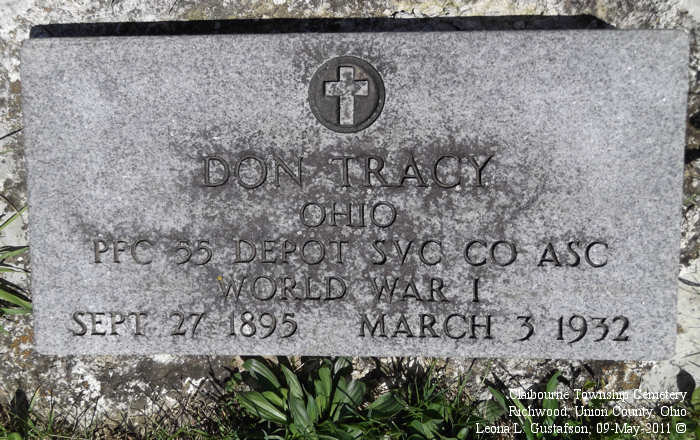 DON TRACY
OHIO
PFC 55 DEPOT SVC CO ASC
WORLD WAR I
SEPT 27 1895 MARCH 3 1932
Claibourne Township Cemetery
Richwood, Union County, Ohio
Leona L. Gustafson, 09-May-2011 ©